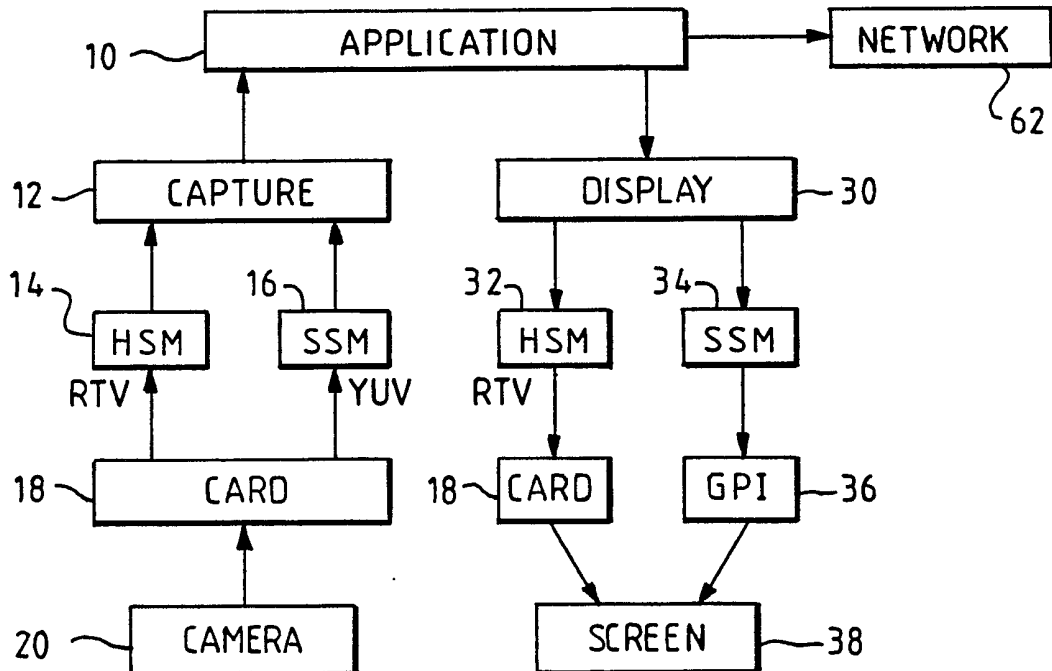 10 APPLICATION NETWORK
62
12 CAPTURE DISPLAY 30
14 16 32 34
HSM SSM HSM SSM
RTV YUV RTV
18 CARD 18 CARD GPI 36
20 CAMERA SCREEN 38